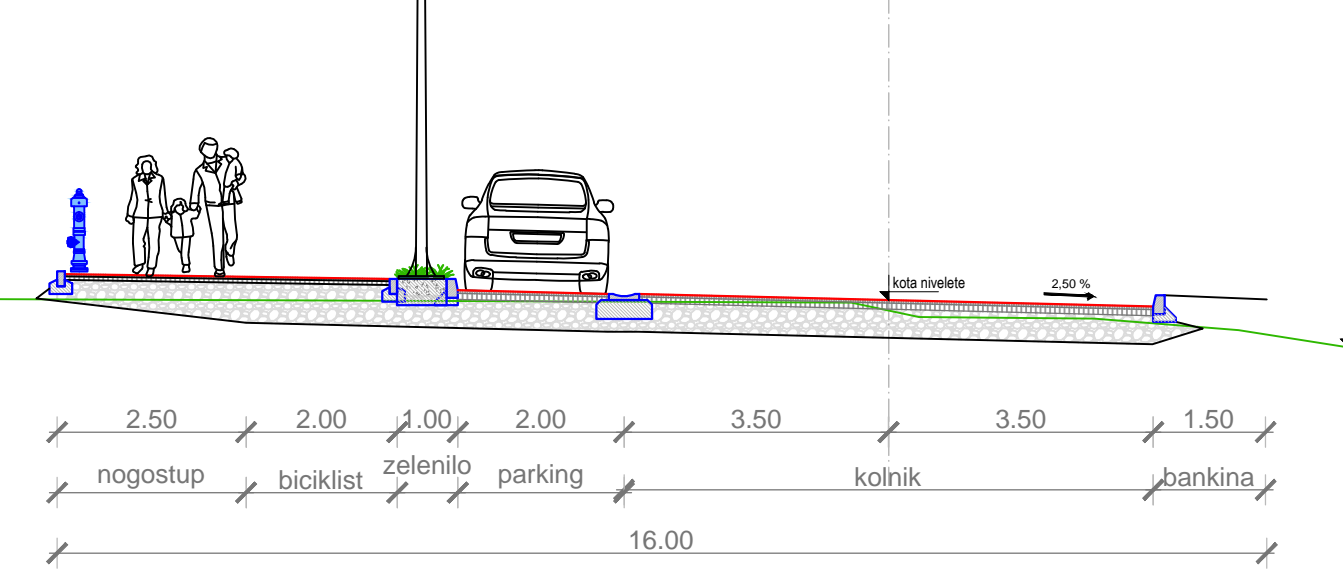 kota nivelete
2,50 %
2.50 2.00 1.00 2.00 3.50 3.50 1.50
nogostup biciklist zelenilo parking kolnik bankina
16.00